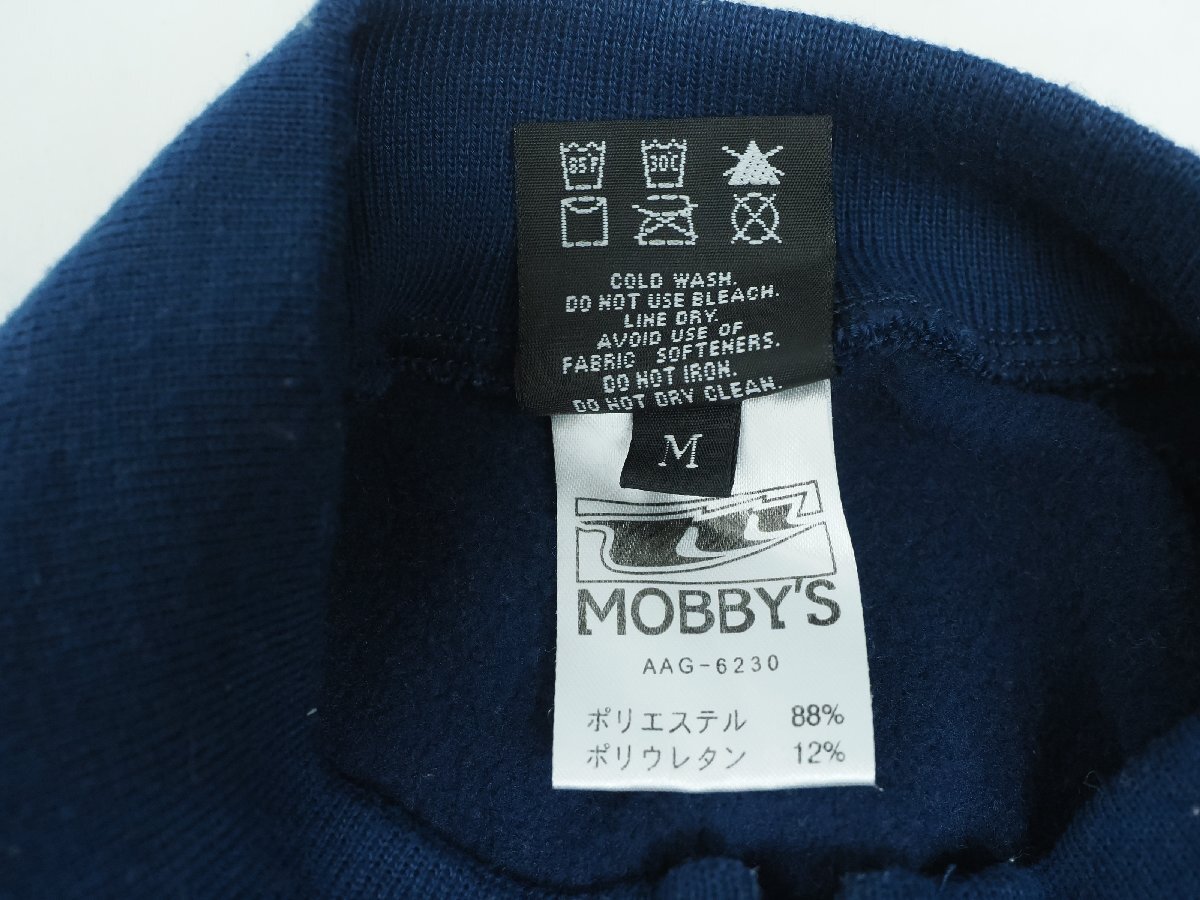 85F 30C
COLD WASH.
DO NOT USE BLEACH.
LINE DRY.
AVOID USE OF
FABRIC SOFTENERS.
DO NOT IRON.
DO NOT DRY CLEAN.
M
MOBBY'S
AAG-6230
ポリエステル 88%
ポリウレタン 12%